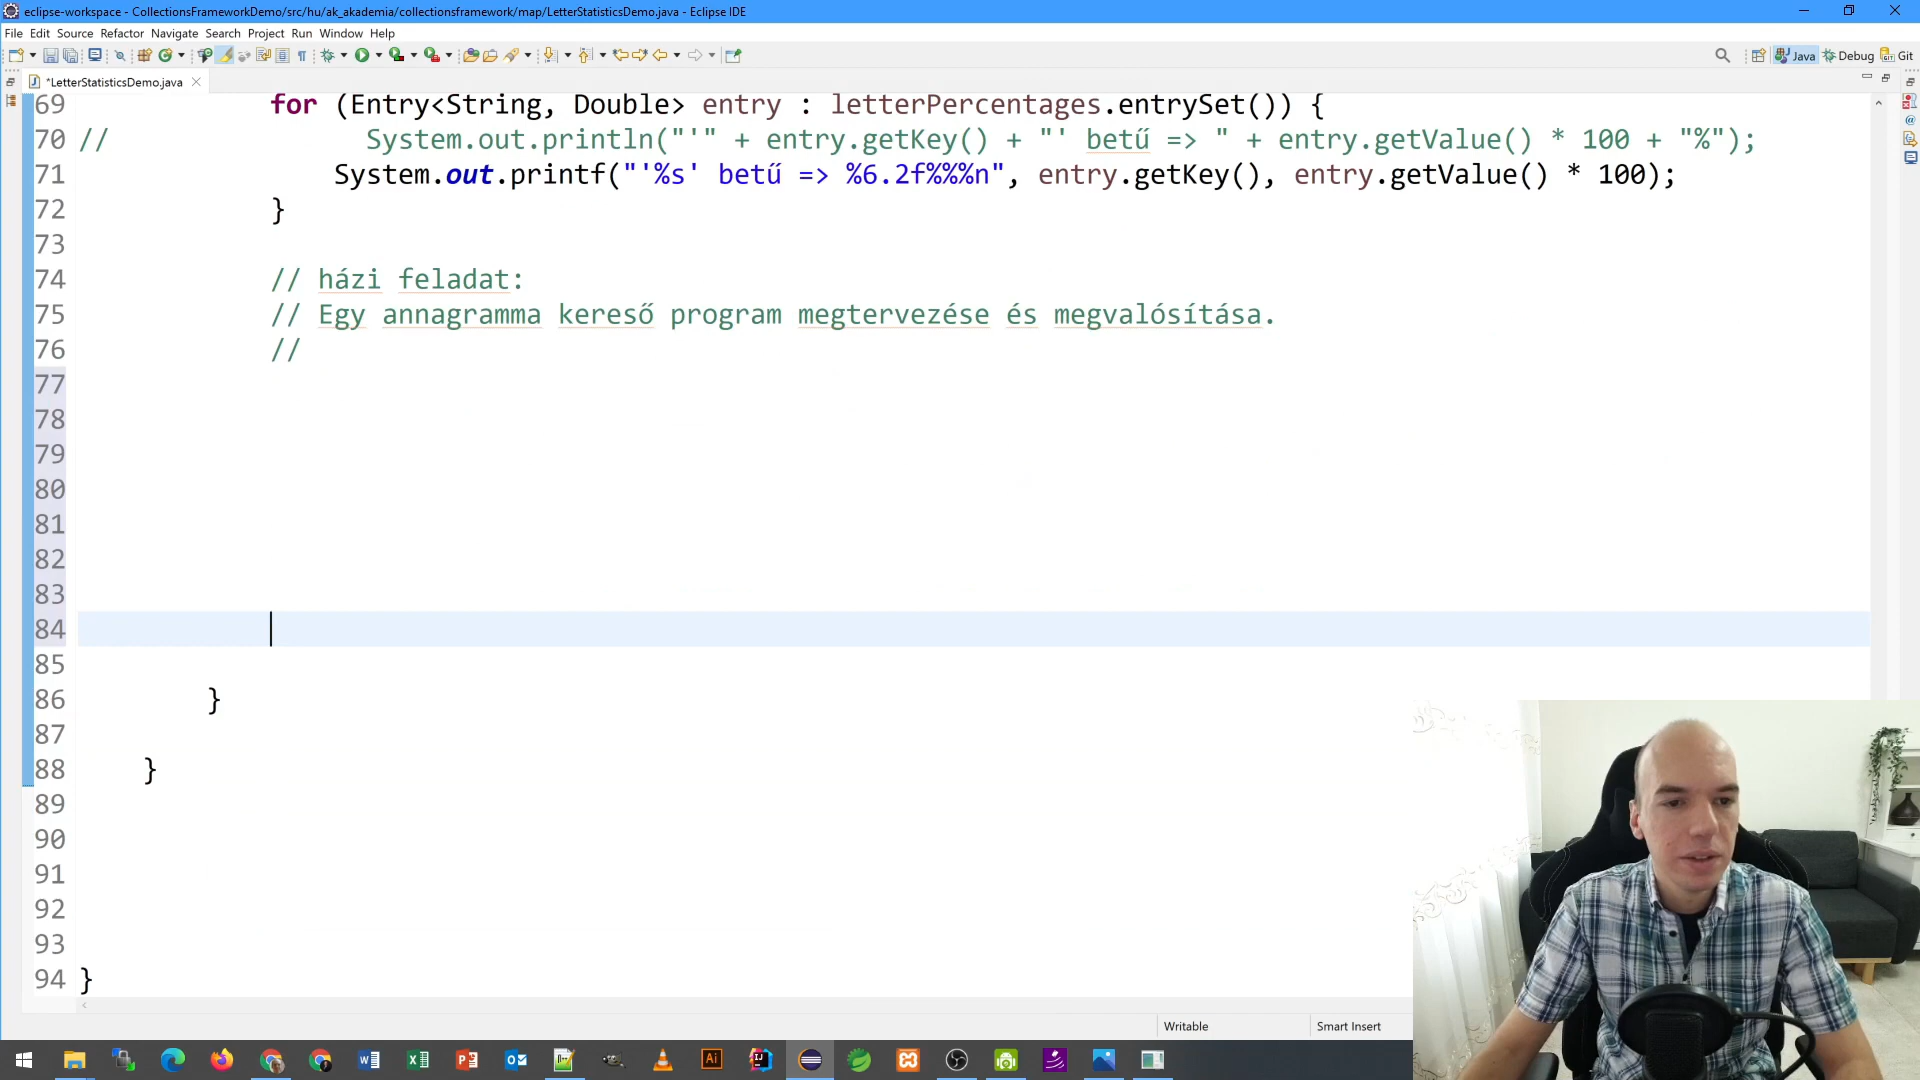 eclipse-workspace - CollectionsFrameworkDemo/src/hu/ak_akademia/collectionsframework/map/LetterStatisticsDemo.java - Eclipse IDE
File Edit Source Refactor Navigate Search Project Run Window Help
Java Debug Git
*LetterStatisticsDemo.java
69 for (Entry<String, Double> entry : letterPercentages.entrySet()) {
70 // System.out.println("'" + entry.getKey() + "' betű => " + entry.getValue() * 100 + "%");
71 System.out.printf("'%s' betű => %6.2f%%%n", entry.getKey(), entry.getValue() * 100);
72 }
73
74 // házi feladat:
75 // Egy annagramma kereső program megtervezése és megvalósítása.
76 //
77
78
79
80
81
82
83
84
85
86 }
87
88 }
89
90
91
92
93
94 }
Writable Smart Insert